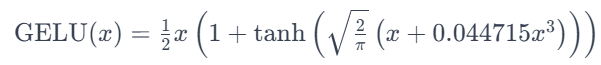 GELU(x) = ½x (1 + tanh (√(2/π) (x + 0.044715x³)))